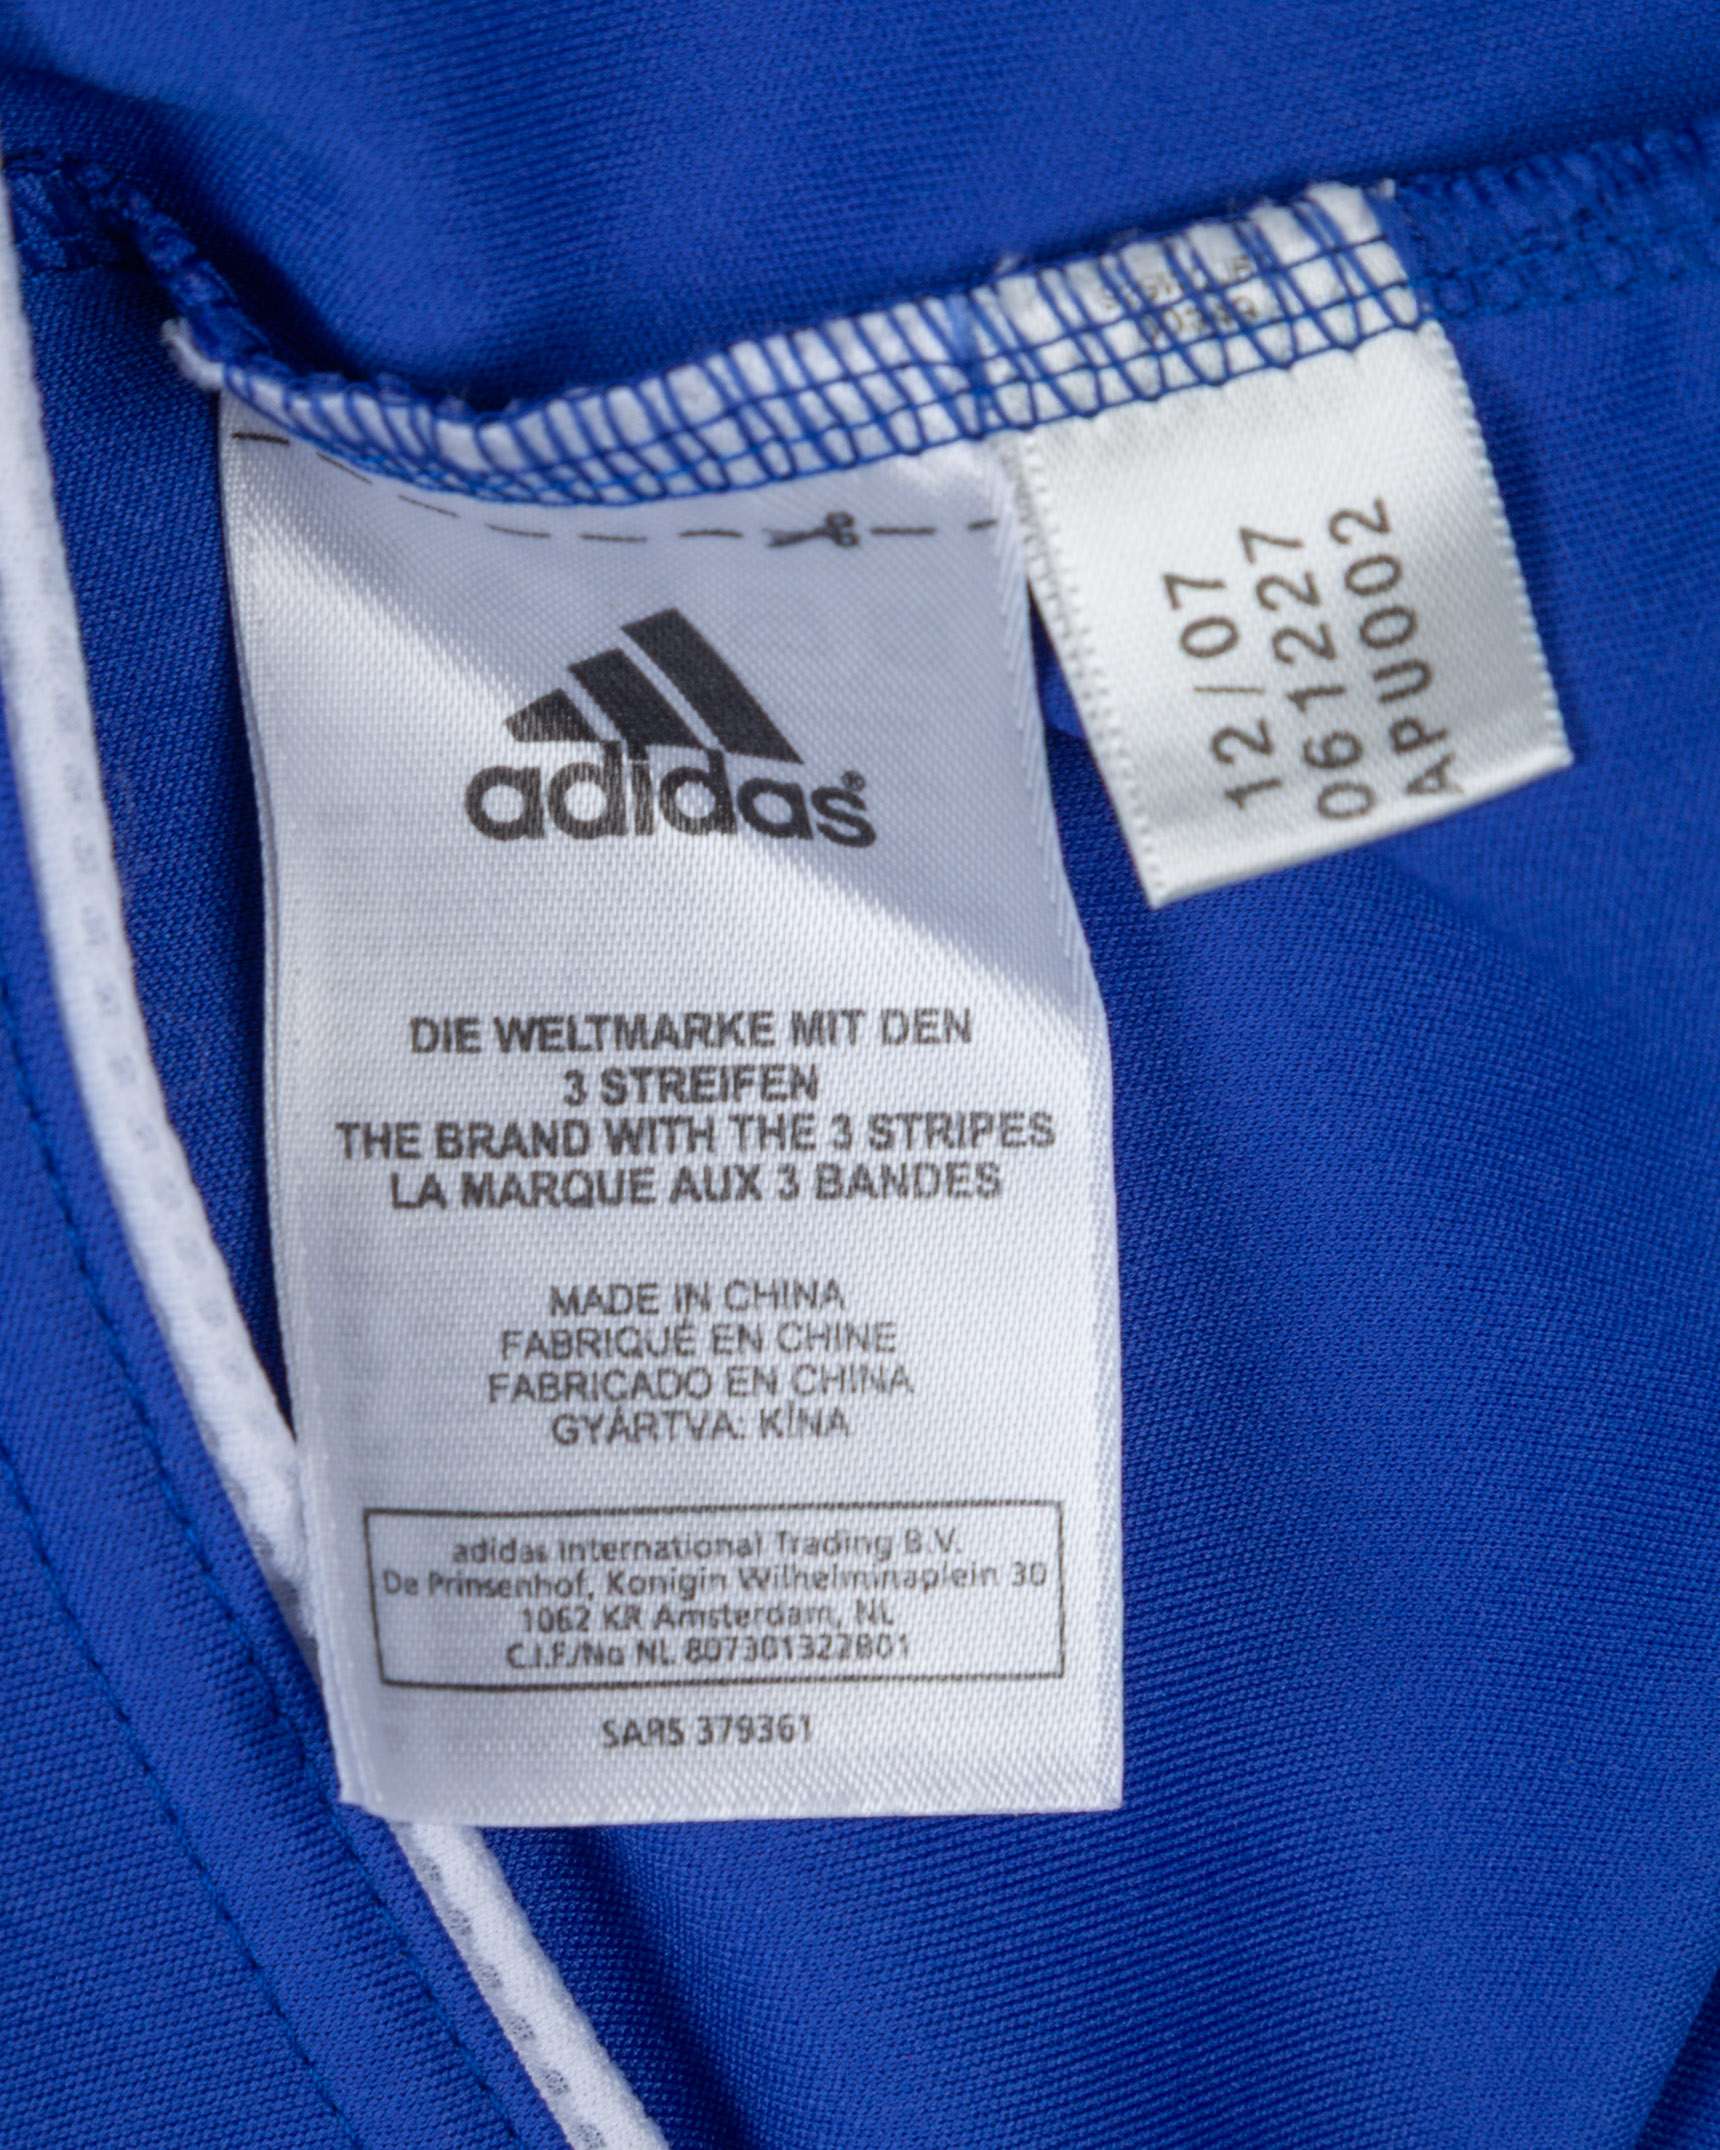 adidas®
DIE WELTMARKE MIT DEN
3 STREIFEN
THE BRAND WITH THE 3 STRIPES
LA MARQUE AUX 3 BANDES
MADE IN CHINA
FABRIQUÉ EN CHINE
FABRICADO EN CHINA
GYÁRTVA: KÍNA
adidas International Trading B.V.
De Prinsenhof, Konigin Wilhelminaplein 30
1062 KR Amsterdam, NL
C.I.F./No NL 807301322B01
SARS 379361
12/07
061227
APU002